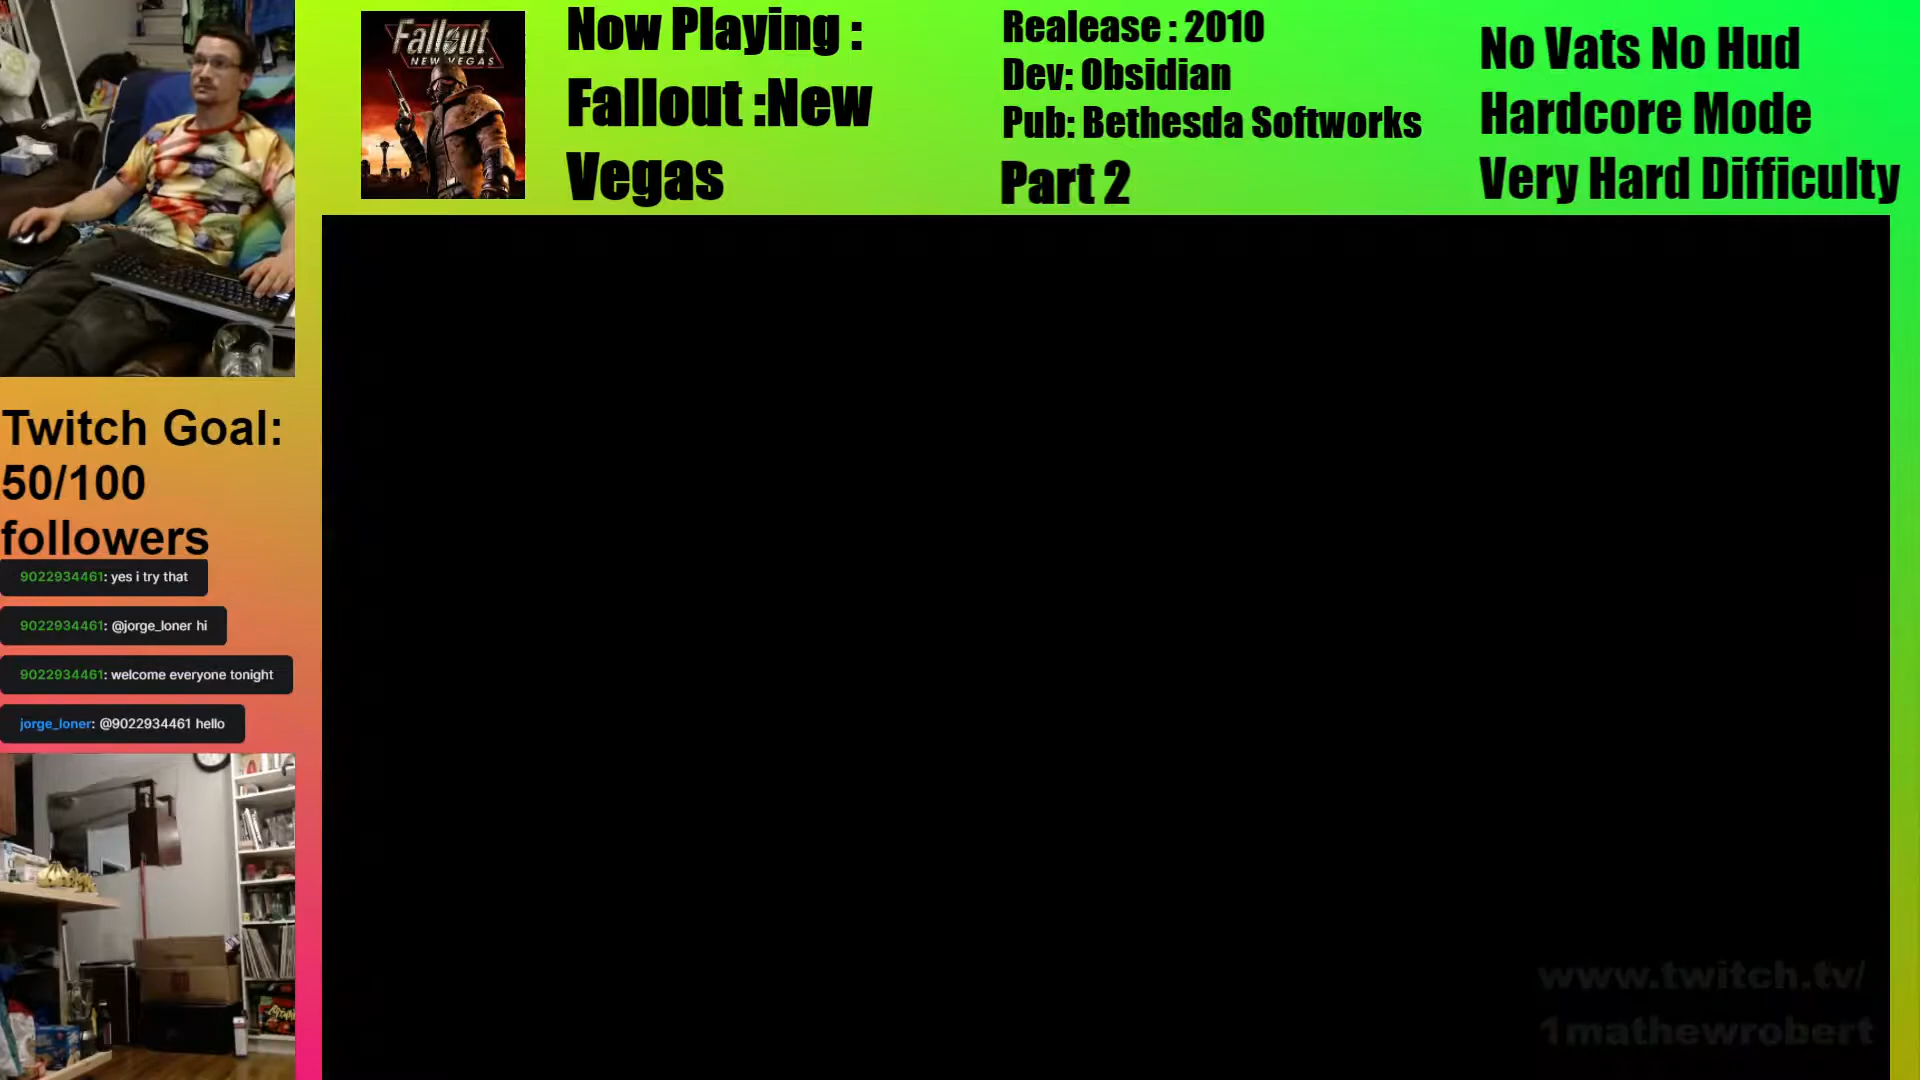 Fallout
NEW VEGAS
Now Playing :
Fallout :New
Vegas
Realease : 2010
Dev: Obsidian
Pub: Bethesda Softworks
Part 2
No Vats No Hud
Hardcore Mode
Very Hard Difficulty
Twitch Goal:
50/100
followers
9022934461: yes i try that
9022934461: @jorge_loner hi
9022934461: welcome everyone tonight
jorge_loner: @9022934461 hello
www.twitch.tv/
1mathewrobert